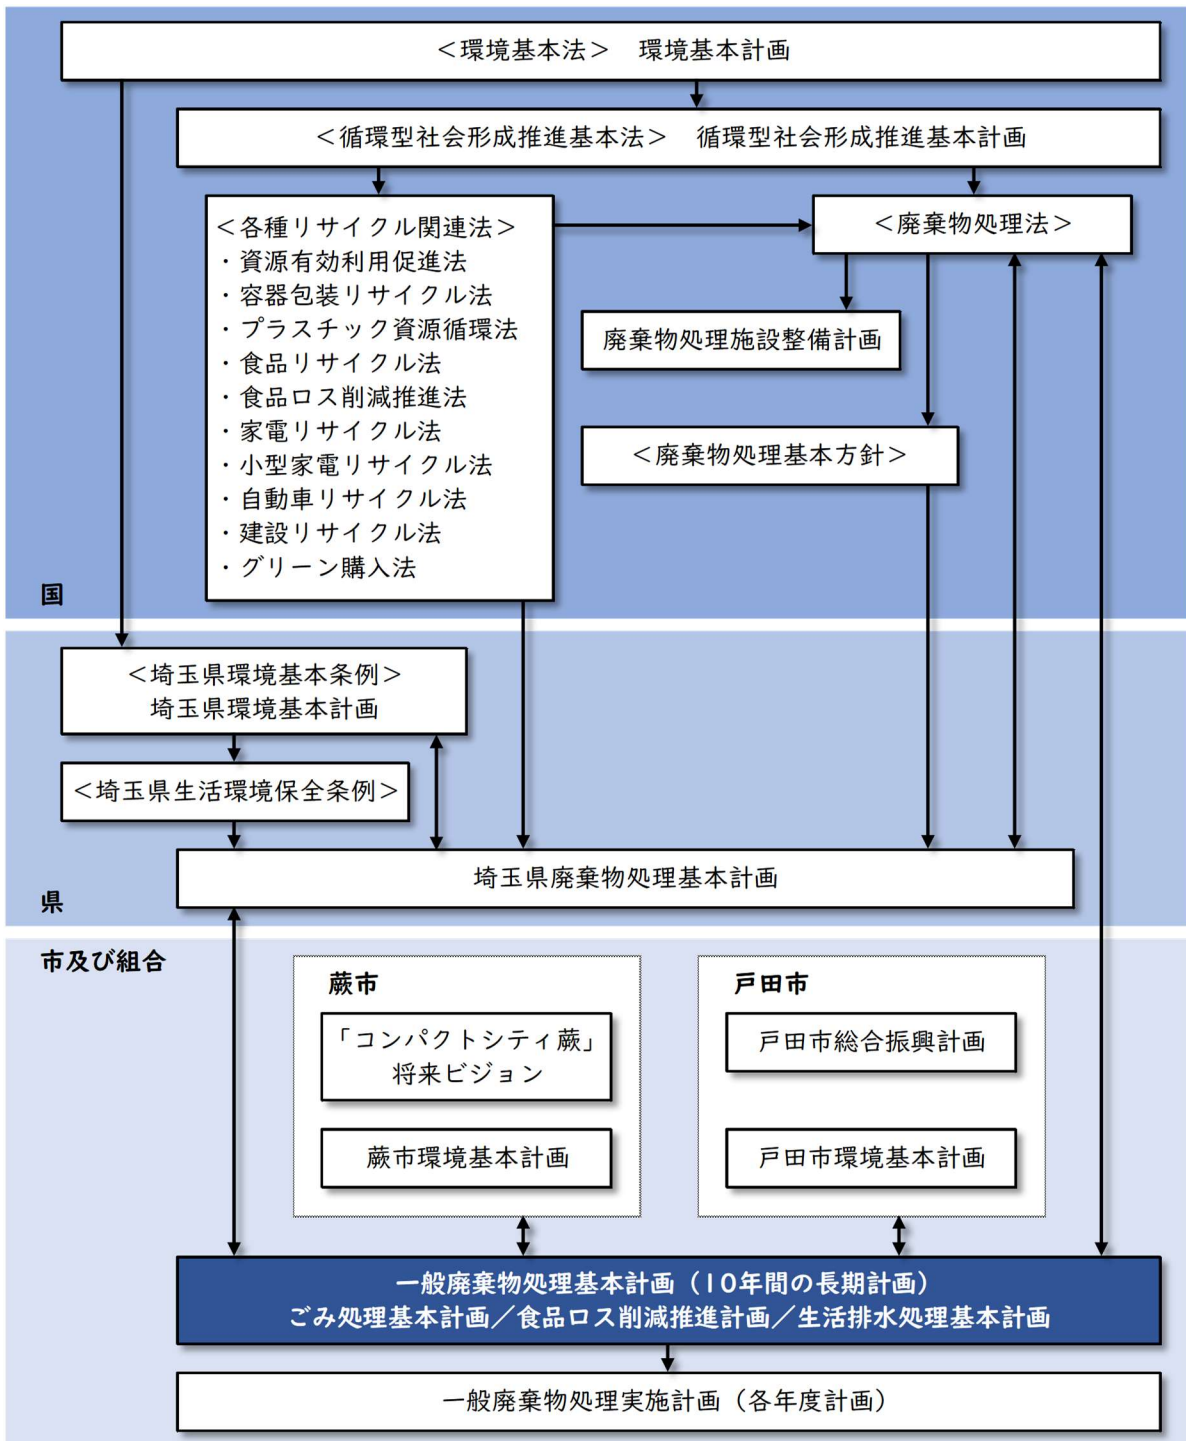 ＜環境基本法＞　環境基本計画
＜循環型社会形成推進基本法＞　循環型社会形成推進基本計画
＜各種リサイクル関連法＞
・資源有効利用促進法
・容器包装リサイクル法
・プラスチック資源循環法
・食品リサイクル法
・食品ロス削減推進法
・家電リサイクル法
・小型家電リサイクル法
・自動車リサイクル法
・建設リサイクル法
・グリーン購入法
＜廃棄物処理法＞
廃棄物処理施設整備計画
＜廃棄物処理基本方針＞
国
＜埼玉県環境基本条例＞
埼玉県環境基本計画
＜埼玉県生活環境保全条例＞
埼玉県廃棄物処理基本計画
県
市及び組合
蕨市
「コンパクトシティ蕨」
将来ビジョン
蕨市環境基本計画
戸田市
戸田市総合振興計画
戸田市環境基本計画
一般廃棄物処理基本計画（10年間の長期計画）
ごみ処理基本計画／食品ロス削減推進計画／生活排水処理基本計画
一般廃棄物処理実施計画（各年度計画）